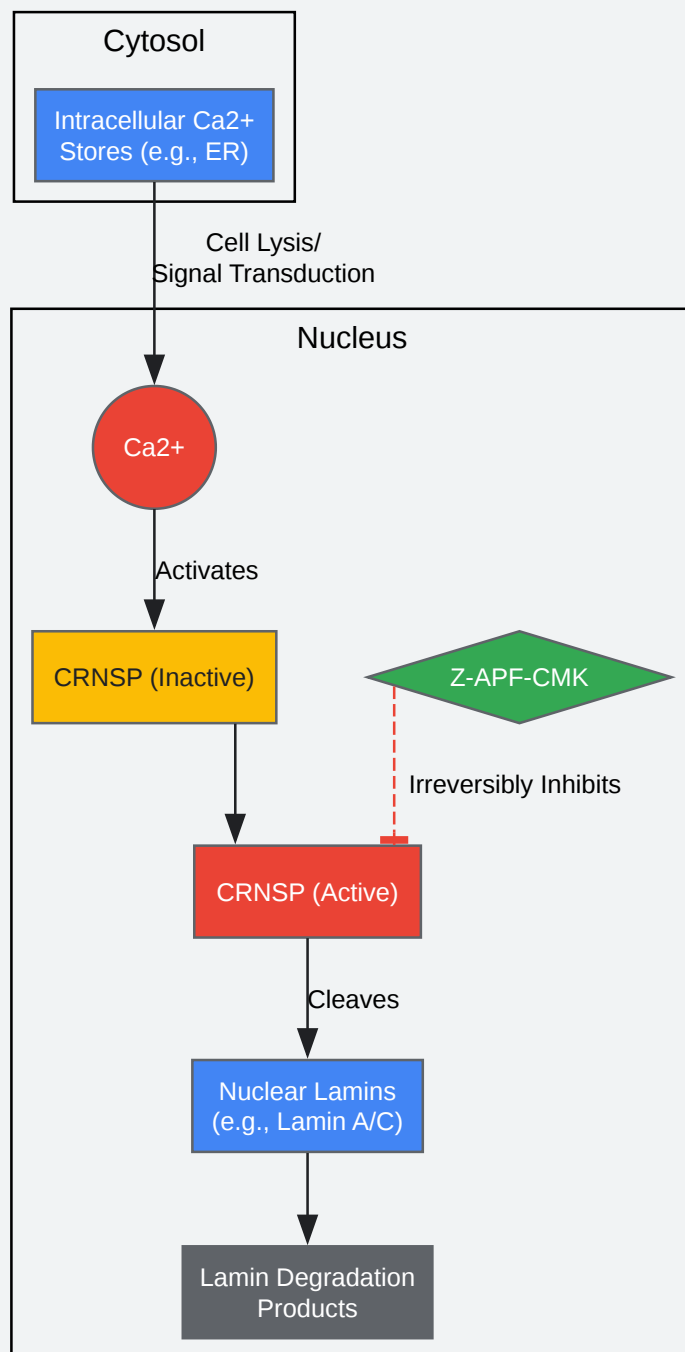 Cytosol
Intracellular Ca2+
Stores (e.g., ER)
Cell Lysis/
Signal Transduction
Nucleus
Ca2+
Activates
CRNSP (Inactive)
Z-APF-CMK
Irreversibly Inhibits
CRNSP (Active)
Cleaves
Nuclear Lamins
(e.g., Lamin A/C)
Lamin Degradation
Products